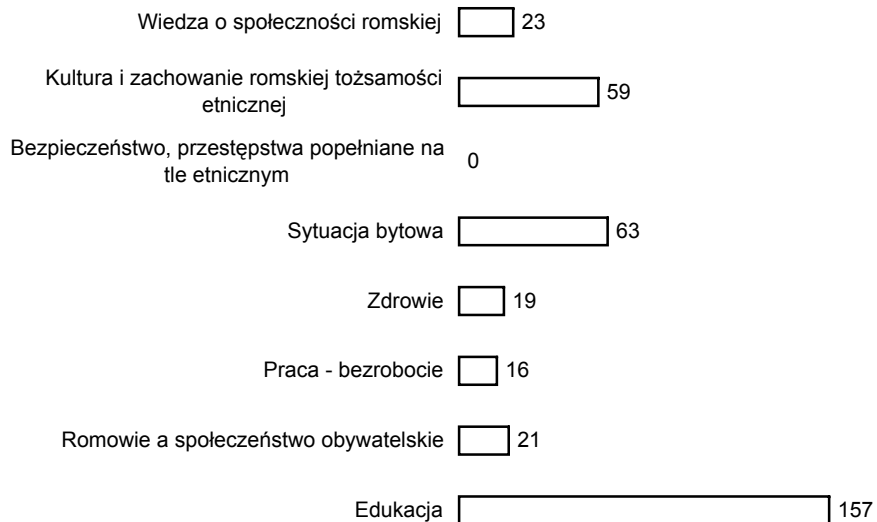 Wiedza o społeczności romskiej 23
Kultura i zachowanie romskiej tożsamości
etnicznej 59
Bezpieczeństwo, przestępstwa popełniane na
tle etnicznym 0
Sytuacja bytowa 63
Zdrowie 19
Praca - bezrobocie 16
Romowie a społeczeństwo obywatelskie 21
Edukacja 157